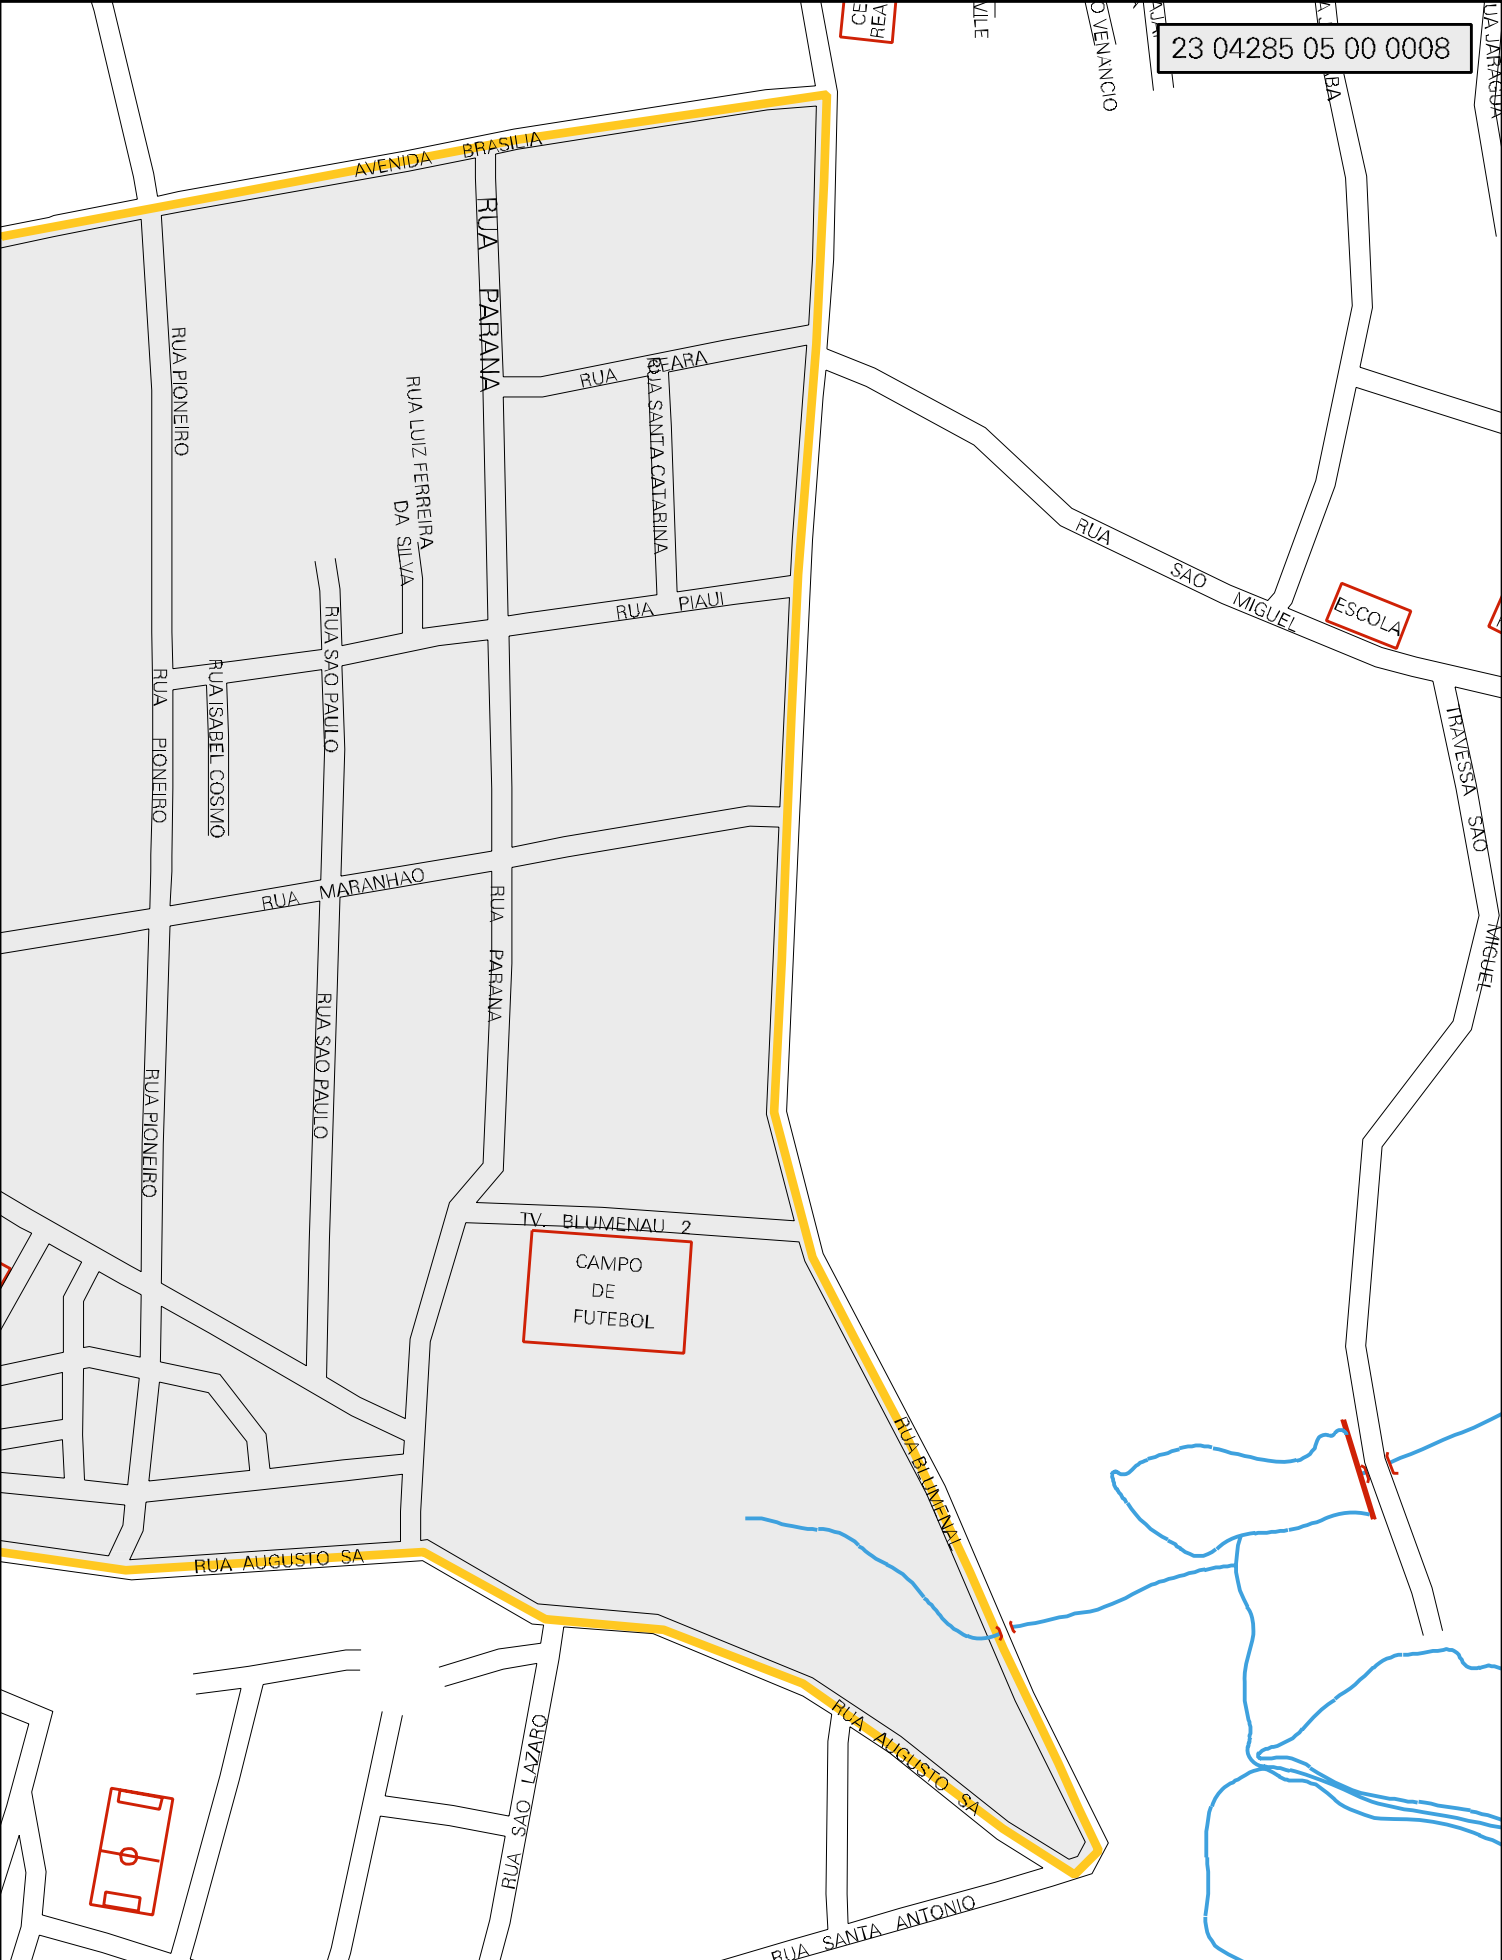 23 04285 05 00 0008
VENANCIO
AVENIDA BRASILIA
RUA PARANA
RUA PIONEIRO
RUA CEARA
RUA SANTA CATARINA
RUA LUIZ FERREIRA
DA SILVA
RUA SAO MIGUEL
ESCOLA
RUA PIAUI
RUA SAO PAULO
RUA ISABEL COSMO
RUA PIONEIRO
TRAVESSA SAO MIGUEL
RUA MARANHAO
RUA PARANA
RUA SAO PAULO
RUA PIONEIRO
TV. BLUMENAU 2
CAMPO
DE
FUTEBOL
RUA BLUMENAU
RUA AUGUSTO SA
RUA AUGUSTO SA
RUA SAO LAZARO
RUA SANTA ANTONIO